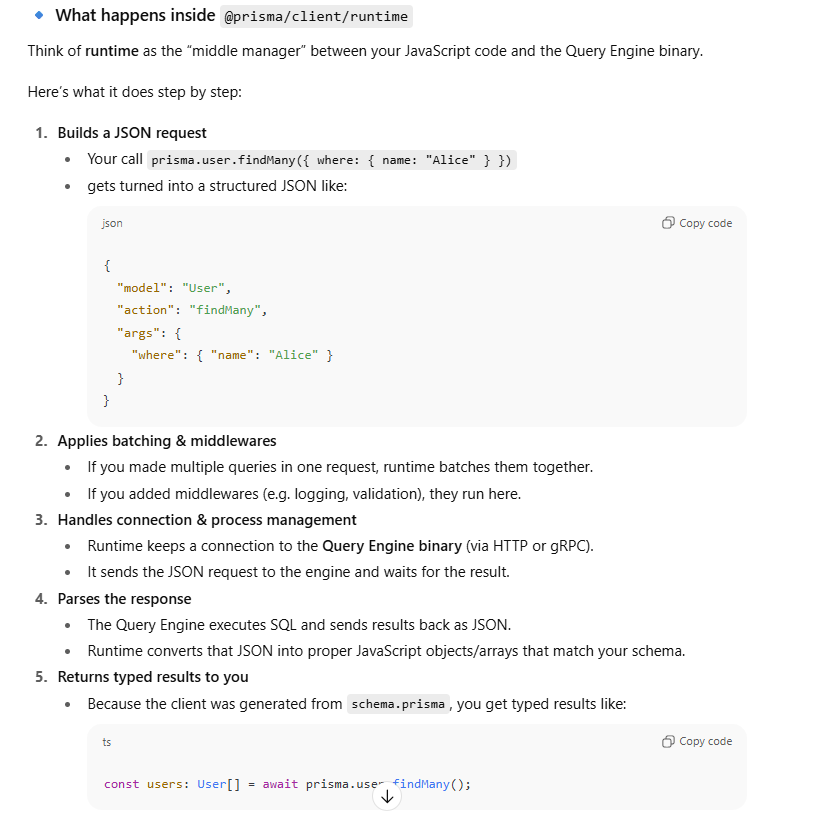 What happens inside @prisma/client/runtime
Think of runtime as the “middle manager” between your JavaScript code and the Query Engine binary.
Here’s what it does step by step:
1. Builds a JSON request
• Your call prisma.user.findMany({ where: { name: "Alice" } })
• gets turned into a structured JSON like:
json
Copy code
{
  "model": "User",
  "action": "findMany",
  "args": {
    "where": { "name": "Alice" }
  }
}
2. Applies batching & middlewares
• If you made multiple queries in one request, runtime batches them together.
• If you added middlewares (e.g. logging, validation), they run here.
3. Handles connection & process management
• Runtime keeps a connection to the Query Engine binary (via HTTP or gRPC).
• It sends the JSON request to the engine and waits for the result.
4. Parses the response
• The Query Engine executes SQL and sends results back as JSON.
• Runtime converts that JSON into proper JavaScript objects/arrays that match your schema.
5. Returns typed results to you
• Because the client was generated from schema.prisma, you get typed results like:
ts
Copy code
const users: User[] = await prisma.user.findMany();